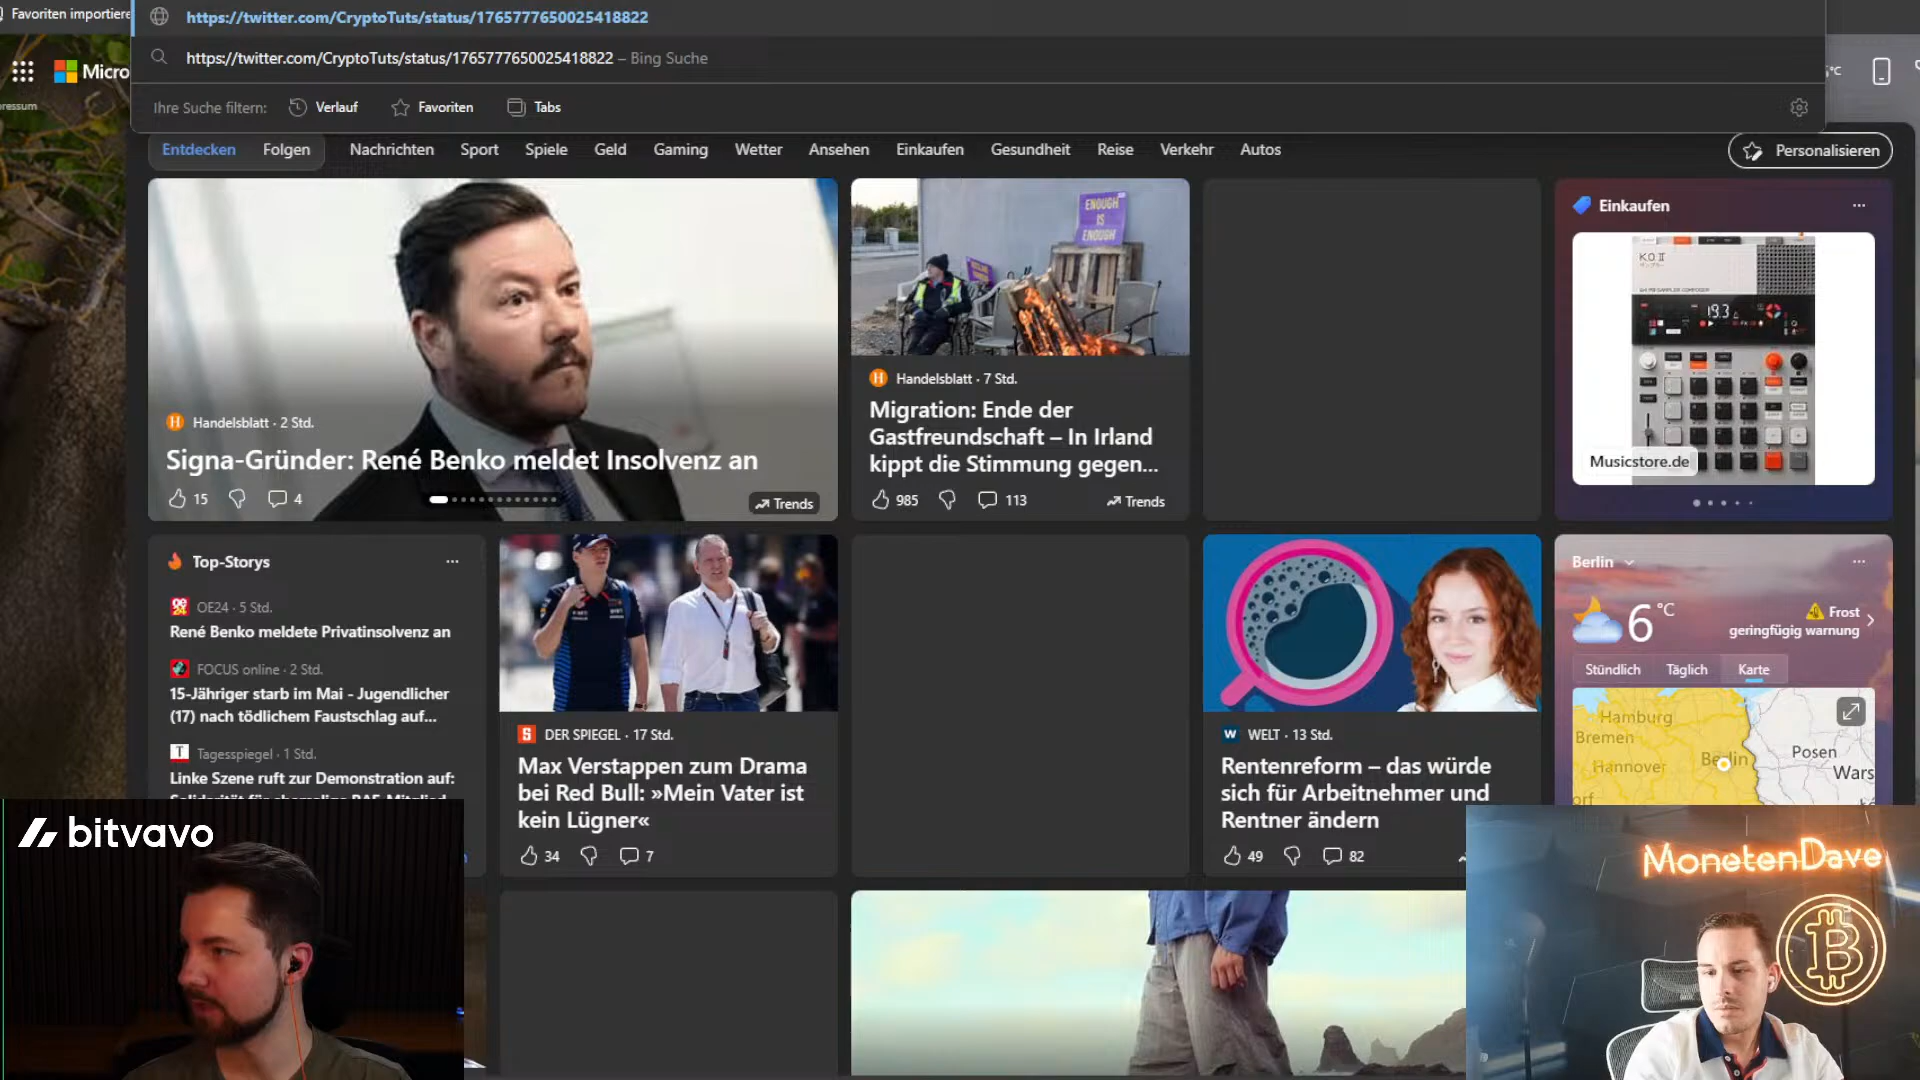 Favoriten importiere
https://twitter.com/CryptoTuts/status/1765777650025418822
https://twitter.com/CryptoTuts/status/1765777650025418822 – Bing Suche
Micro
ressum
°C
Ihre Suche filtern:
Verlauf
Favoriten
Tabs
Entdecken
Folgen
Nachrichten
Sport
Spiele
Geld
Gaming
Wetter
Ansehen
Einkaufen
Gesundheit
Reise
Verkehr
Autos
Personalisieren
Handelsblatt · 2 Std.
Signa-Gründer: René Benko meldet Insolvenz an
15
4
Trends
ENOUGH
IS
ENOUGH
Handelsblatt · 7 Std.
Migration: Ende der
Gastfreundschaft – In Irland
kippt die Stimmung gegen...
985
113
Trends
Einkaufen
K.O.II
19.3
Musicstore.de
Top-Storys
OE24 · 5 Std.
René Benko meldete Privatinsolvenz an
FOCUS online · 2 Std.
15-Jähriger starb im Mai - Jugendlicher
(17) nach tödlichem Faustschlag auf...
Tagesspiegel · 1 Std.
Linke Szene ruft zur Demonstration auf:
DER SPIEGEL · 17 Std.
Max Verstappen zum Drama
bei Red Bull: »Mein Vater ist
kein Lügner«
34
7
WELT · 13 Std.
Rentenreform – das würde
sich für Arbeitnehmer und
Rentner ändern
49
82
Berlin
6 °C
Frost
geringfügig warnung
Stündlich
Täglich
Karte
Hamburg
Bremen
Hannover
Berlin
Posen
Wars
orf
bitvavo
MonetenDave